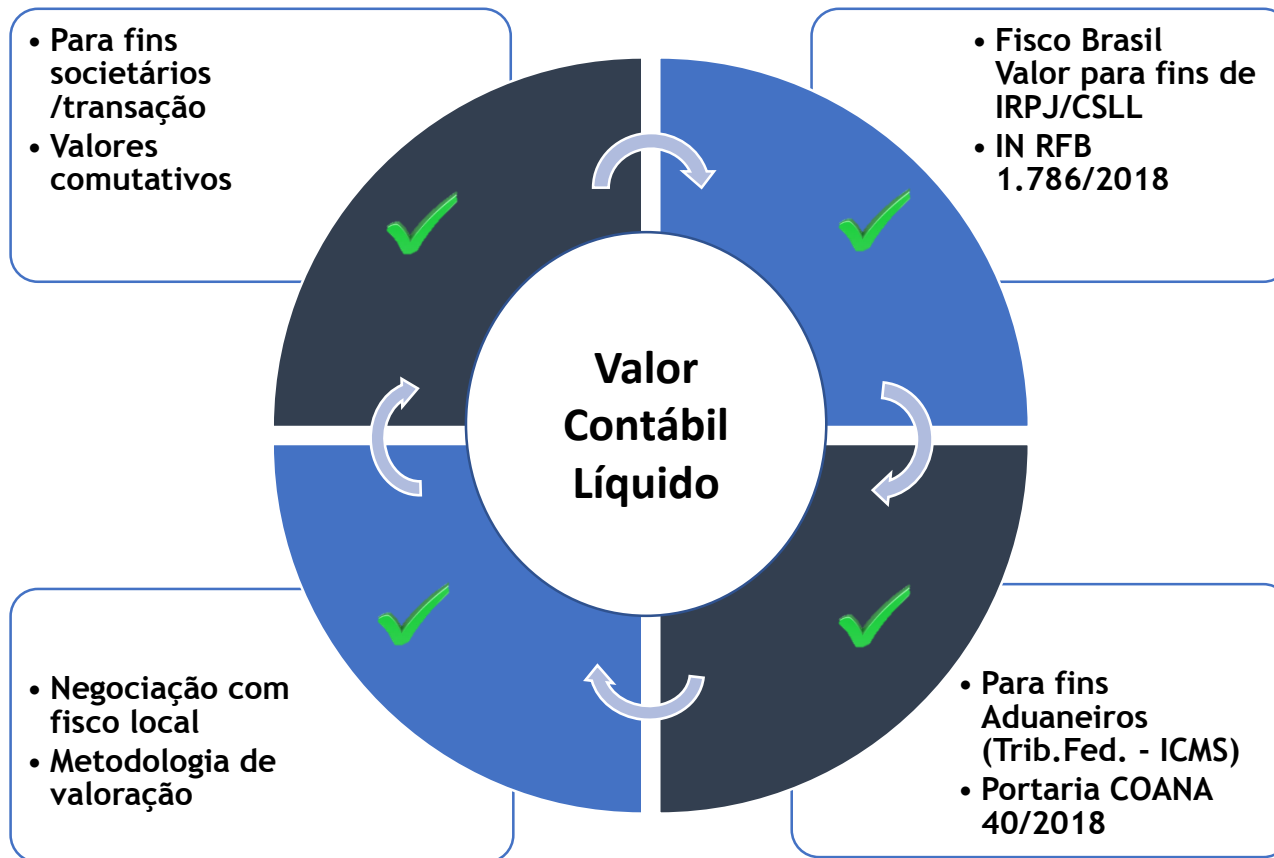 • Para fins
societários
/transação
• Valores
comutativos
• Fisco Brasil
Valor para fins de
IRPJ/CSLL
• IN RFB
1.786/2018
Valor
Contábil
Líquido
• Negociação com
fisco local
• Metodologia de
valoração
• Para fins
Aduaneiros
(Trib.Fed. - ICMS)
• Portaria COANA
40/2018